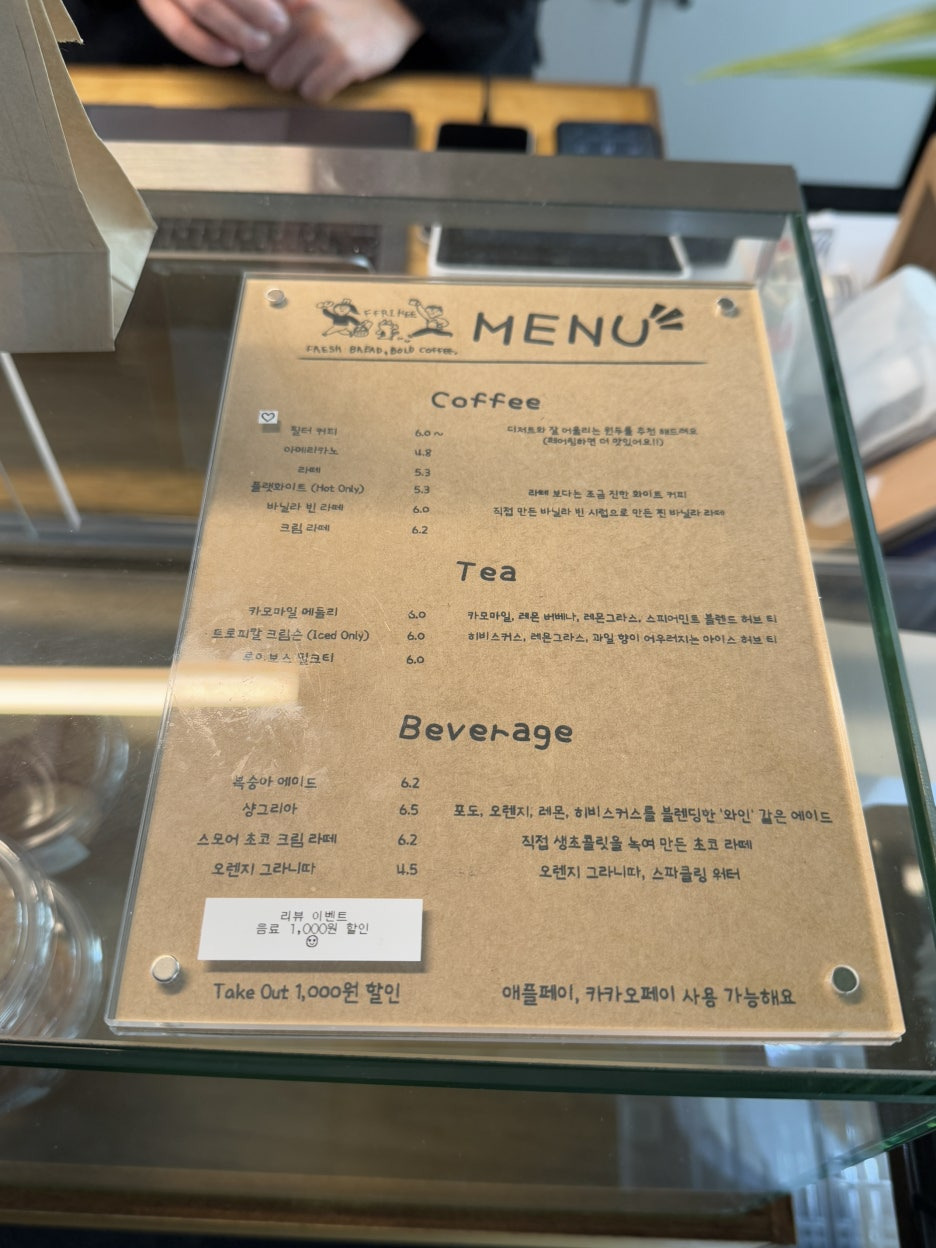 FRESH BREAD, BOLD COFFEE.
MENU
Coffee
필터 커피 6.0~ 디저트와 잘 어울리는 원두를 추천 해드려요
(페어링하면 더 맛있어요!!)
아메리카노 4.8
라떼 5.3
플랫화이트 (Hot Only) 5.3 라떼 보다는 조금 진한 화이트 커피
바닐라 빈 라떼 6.0 직접 만든 바닐라 빈 시럽으로 만든 찐 바닐라 라떼
크림 라떼 6.2
Tea
카모마일 메들리 6.0 카모마일, 레몬 버베나, 레몬그라스, 스피어민트 블렌드 허브 티
트로피칼 크림슨 (Iced Only) 6.0 히비스커스, 레몬그라스, 과일 향이 어우러지는 아이스 허브 티
루이보스 밀크티 6.0
Beverage
복숭아 에이드 6.2
샹그리아 6.5 포도, 오렌지, 레몬, 히비스커스를 블렌딩한 '와인' 같은 에이드
스모어 초코 크림 라떼 6.2 직접 생초콜릿을 녹여 만든 초코 라떼
오렌지 그라니따 4.5 오렌지 그라니따, 스파클링 워터
리뷰 이벤트
음료 1,000원 할인
Take Out 1,000원 할인 애플페이, 카카오페이 사용 가능해요